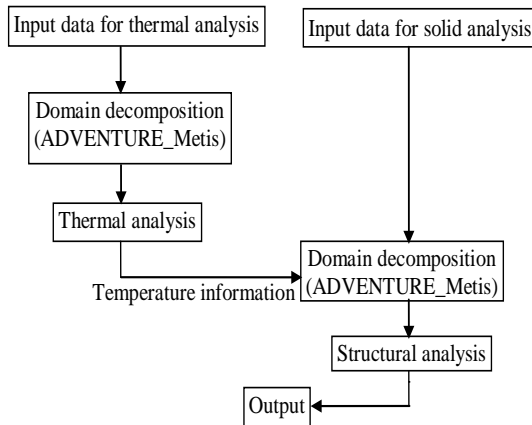 Input data for thermal analysis
Input data for solid analysis
Domain decomposition
(ADVENTURE_Metis)
Thermal analysis
Temperature information
Domain decomposition
(ADVENTURE_Metis)
Structural analysis
Output